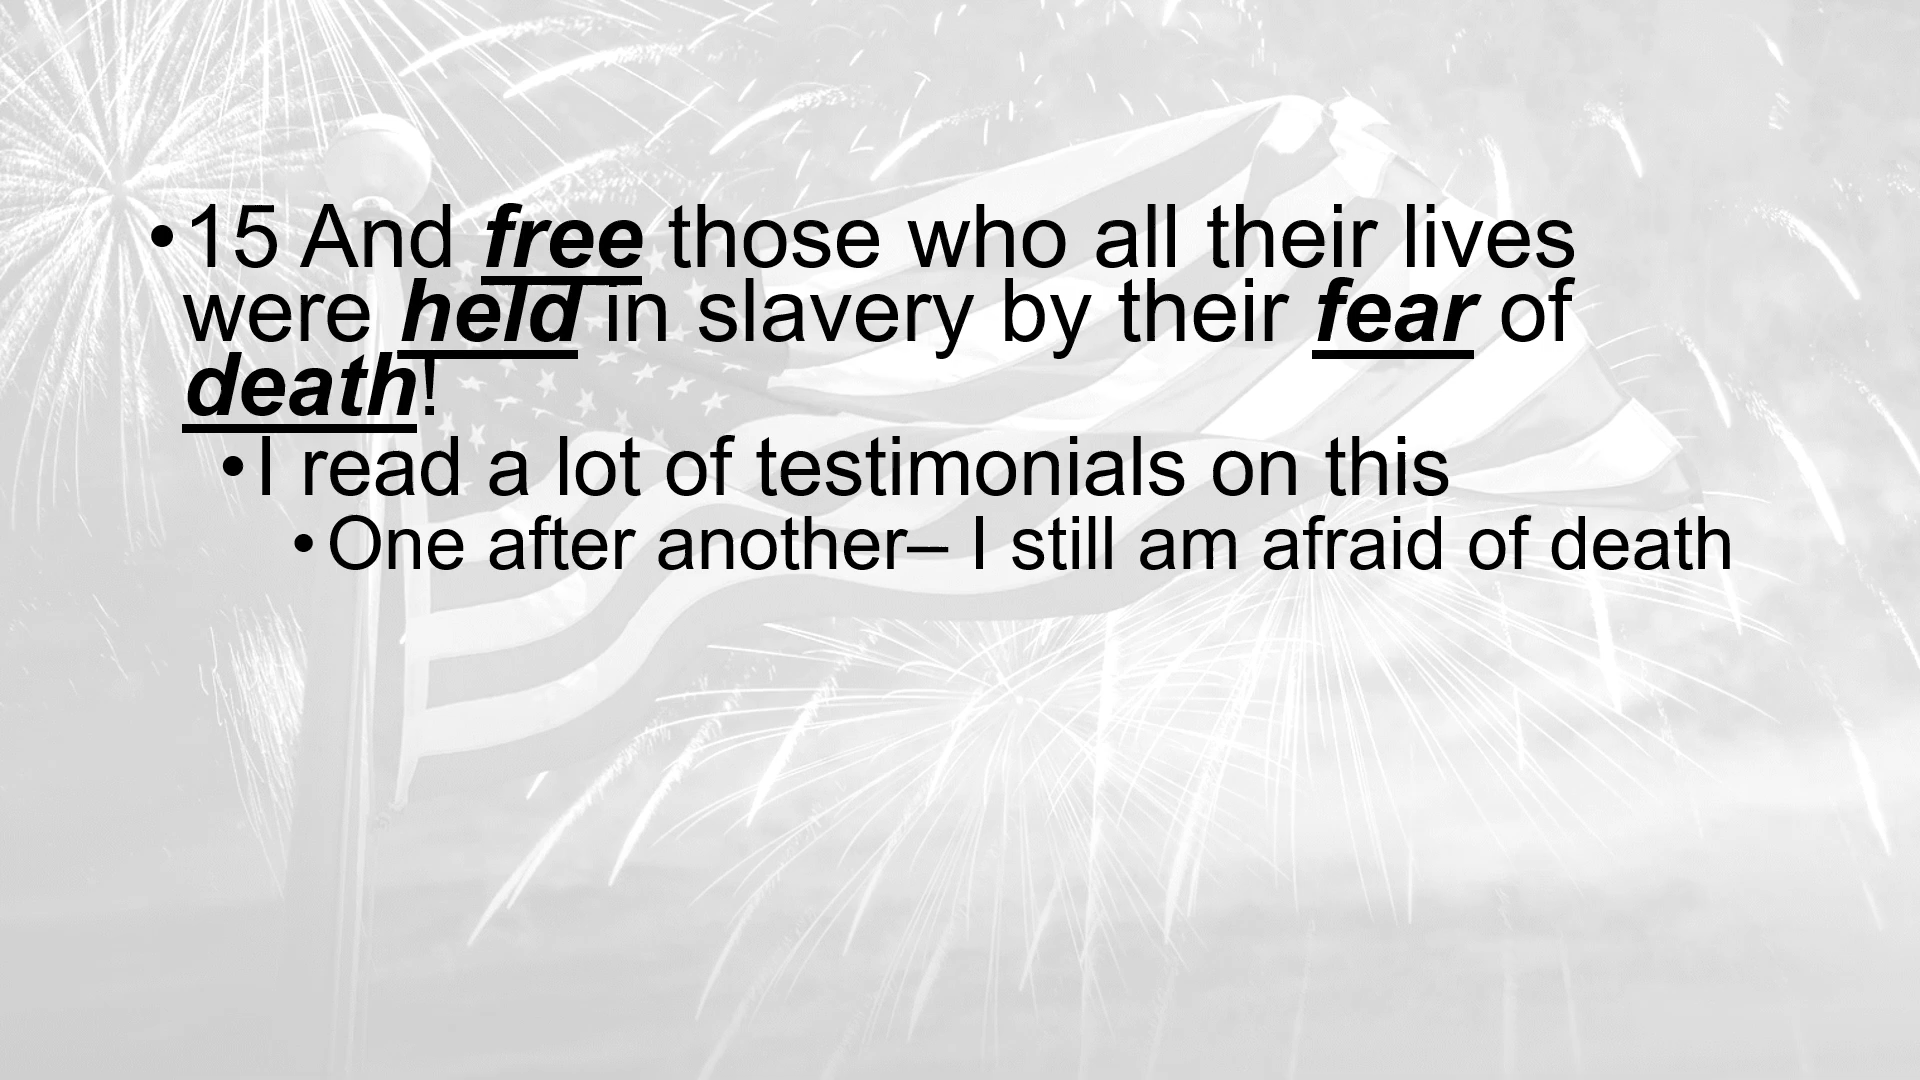 •15 And free those who all their lives
were held in slavery by their fear of
death!
•I read a lot of testimonials on this
•One after another– I still am afraid of death